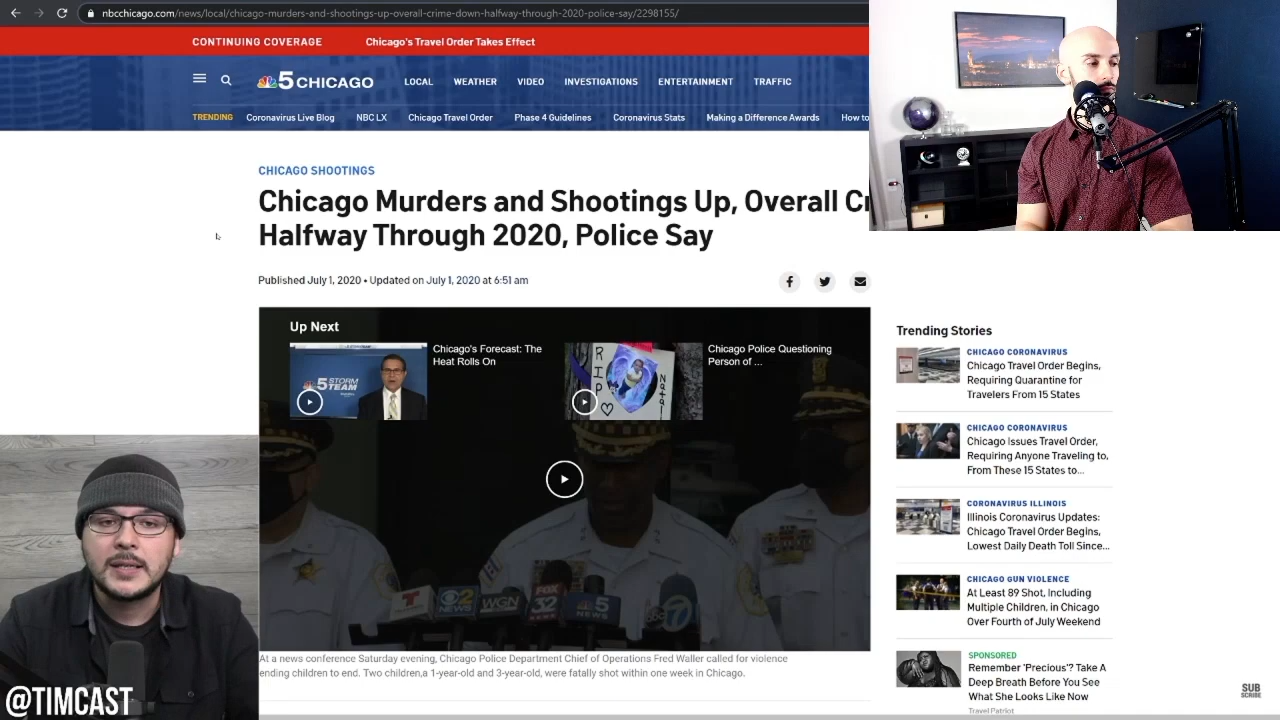 nbcchicago.com/news/local/chicago-murders-and-shootings-up-overall-crime-down-halfway-through-2020-police-say/2298155/
CONTINUING COVERAGE
Chicago's Travel Order Takes Effect
5 CHICAGO
LOCAL WEATHER VIDEO INVESTIGATIONS ENTERTAINMENT TRAFFIC
TRENDING Coronavirus Live Blog NBC LX Chicago Travel Order Phase 4 Guidelines Coronavirus Stats Making a Difference Awards How to
CHICAGO SHOOTINGS
Chicago Murders and Shootings Up, Overall Cr
Halfway Through 2020, Police Say
Published July 1, 2020 • Updated on July 1, 2020 at 6:51 am
Up Next
5 STORM
TEAM
Chicago's Forecast: The
Heat Rolls On
RIP
Chicago Police Questioning
Person of ...
2
NEWS
WGN
FOX
32
5
CHICAGO
abc7
At a news conference Saturday evening, Chicago Police Department Chief of Operations Fred Waller called for violence
ending children to end. Two children,a 1-year-old and 3-year-old, were fatally shot within one week in Chicago.
Trending Stories
CHICAGO CORONAVIRUS
Chicago Travel Order Begins,
Requiring Quarantine for
Travelers From 15 States
CHICAGO CORONAVIRUS
Chicago Issues Travel Order,
Requiring Anyone Traveling to,
From These 15 States to...
CORONAVIRUS ILLINOIS
Illinois Coronavirus Updates:
Chicago Travel Order Begins,
Lowest Daily Death Toll Since...
CHICAGO GUN VIOLENCE
At Least 89 Shot, Including
Multiple Children, in Chicago
Over Fourth of July Weekend
SPONSORED
Remember 'Precious'? Take A
Deep Breath Before You See
What She Looks Like Now
Travel Patriot
@TIMCAST
SUB
SCRIBE